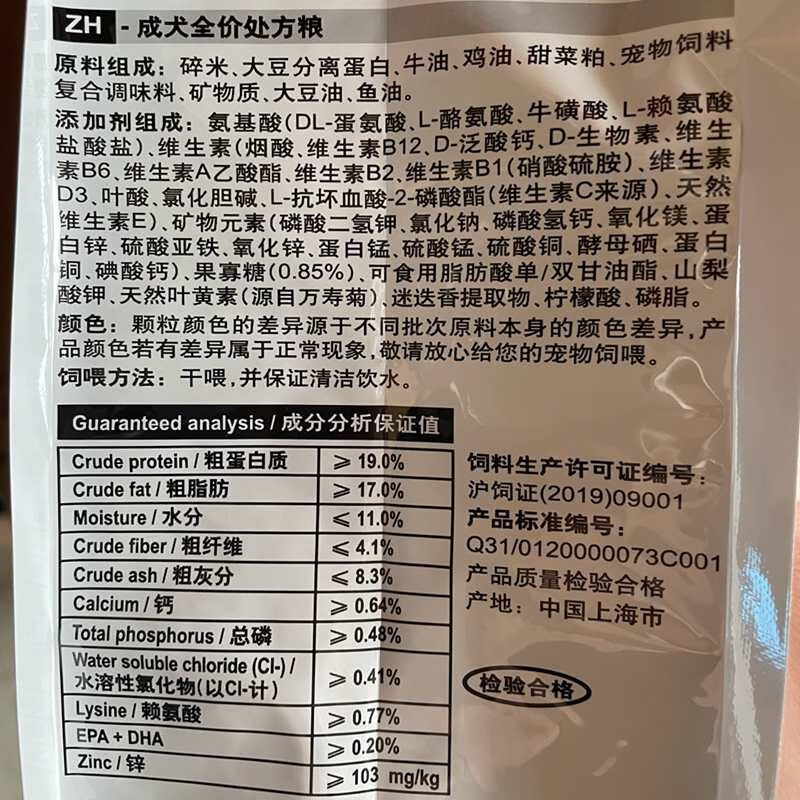 ZH - 成犬全价处方粮
原料组成：碎米、大豆分离蛋白、牛油、鸡油、甜菜粕、宠物饲料
复合调味料、矿物质、大豆油、鱼油。
添加剂组成：氨基酸(DL-蛋氨酸、L-酪氨酸、牛磺酸、L-赖氨酸
盐酸盐)、维生素(烟酸、维生素B12、D-泛酸钙、D-生物素、维生
素B6、维生素A乙酸酯、维生素B2、维生素B1(硝酸硫胺)、维生素
D3、叶酸、氯化胆碱、L-抗坏血酸-2-磷酸酯(维生素C来源)、天然
维生素E)、矿物元素(磷酸二氢钾、氯化钠、磷酸氢钙、氧化镁、蛋
白锌、硫酸亚铁、氧化锌、蛋白锰、硫酸锰、硫酸铜、酵母硒、蛋白
铜、碘酸钙)、果寡糖(0.85%)、可食用脂肪酸单/双甘油酯、山梨
酸钾、天然叶黄素(源自万寿菊)、迷迭香提取物、柠檬酸、磷脂。
颜色：颗粒颜色的差异源于不同批次原料本身的颜色差异,产
品颜色若有差异属于正常现象,敬请放心给您的宠物饲喂。
饲喂方法：干喂,并保证清洁饮水。
Guaranteed analysis / 成分分析保证值
Crude protein / 粗蛋白质 ⩾ 19.0%
Crude fat / 粗脂肪 ⩾ 17.0%
Moisture / 水分 ⩽ 11.0%
Crude fiber / 粗纤维 ⩽ 4.1%
Crude ash / 粗灰分 ⩽ 8.3%
Calcium / 钙 ⩾ 0.64%
Total phosphorus / 总磷 ⩾ 0.48%
Water soluble chloride (Cl-) /
水溶性氯化物(以Cl-计) ⩾ 0.41%
Lysine / 赖氨酸 ⩾ 0.77%
EPA + DHA ⩾ 0.20%
Zinc / 锌 ⩾ 103 mg/kg
饲料生产许可证编号：
沪饲证(2019)09001
产品标准编号：
Q31/0120000073C001
产品质量检验合格
产地：中国上海市
检验合格